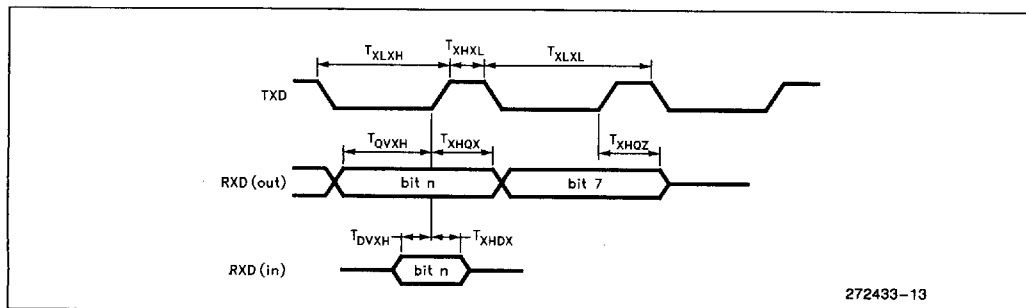 TXLXH TXHXL TXLXL
TXD
TQVXH TXHQX TXHQZ
RXD (out) bit n bit 7
TDVXH TXHDX
RXD (in) bit n
272433-13